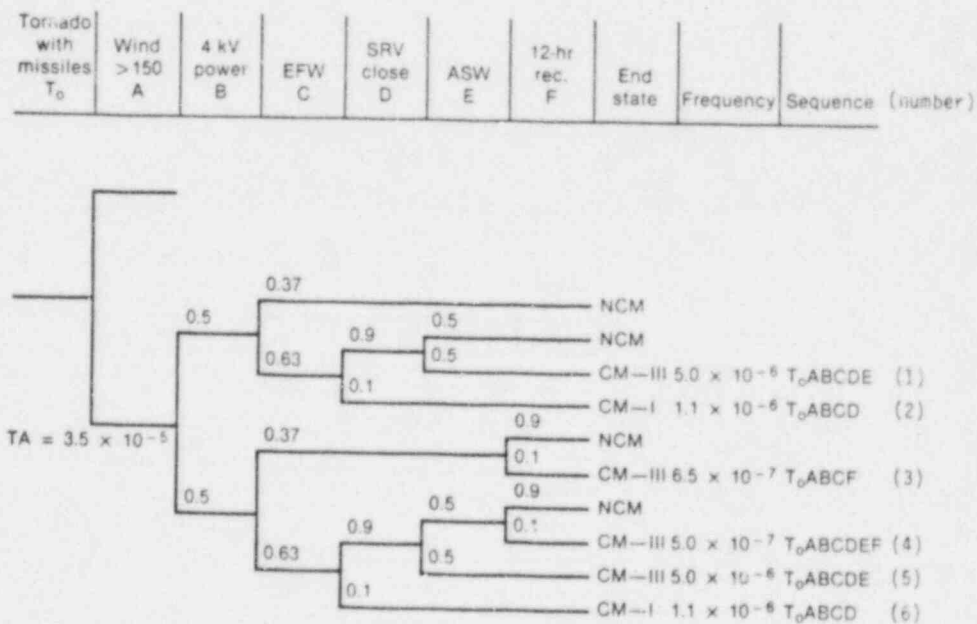 Tornado with missiles T₀
Wind >150 A
4 kV power B
EFW C
SRV close D
ASW E
12-hr rec. F
End state
Frequency
Sequence
(number)
0.37
NCM
0.5
0.5
0.9
NCM
0.63
0.5
CM—III 5.0 × 10⁻⁶ T₀ABCDE (1)
0.1
CM—I 1.1 × 10⁻⁶ T₀ABCD (2)
TA = 3.5 × 10⁻⁵
0.37
0.9
NCM
0.1
CM—III 6.5 × 10⁻⁷ T₀ABCF (3)
0.5
0.9
NCM
0.5
0.9
0.1
CM—III 5.0 × 10⁻⁷ T₀ABCDEF (4)
0.63
0.5
CM—III 5.0 × 10⁻⁶ T₀ABCDE (5)
0.1
CM—I 1.1 × 10⁻⁶ T₀ABCD (6)